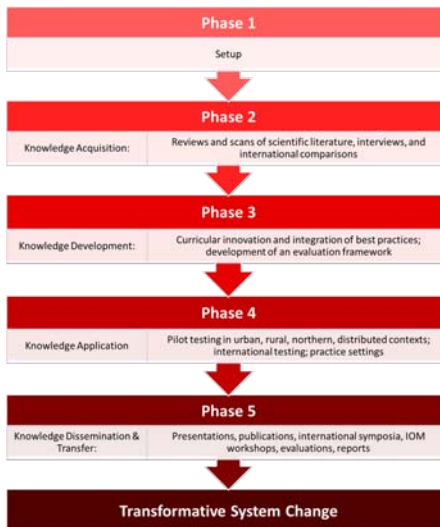 Phase 1
Setup
Phase 2
Knowledge Acquisition:
Reviews and scans of scientific literature, interviews, and
international comparisons
Phase 3
Knowledge Development:
Curricular innovation and integration of best practices;
development of an evaluation framework
Phase 4
Knowledge Application
Pilot testing in urban, rural, northern, distributed contexts;
international testing; practice settings
Phase 5
Knowledge Dissemination &
Transfer:
Presentations, publications, international symposia, IOM
workshops, evaluations, reports
Transformative System Change